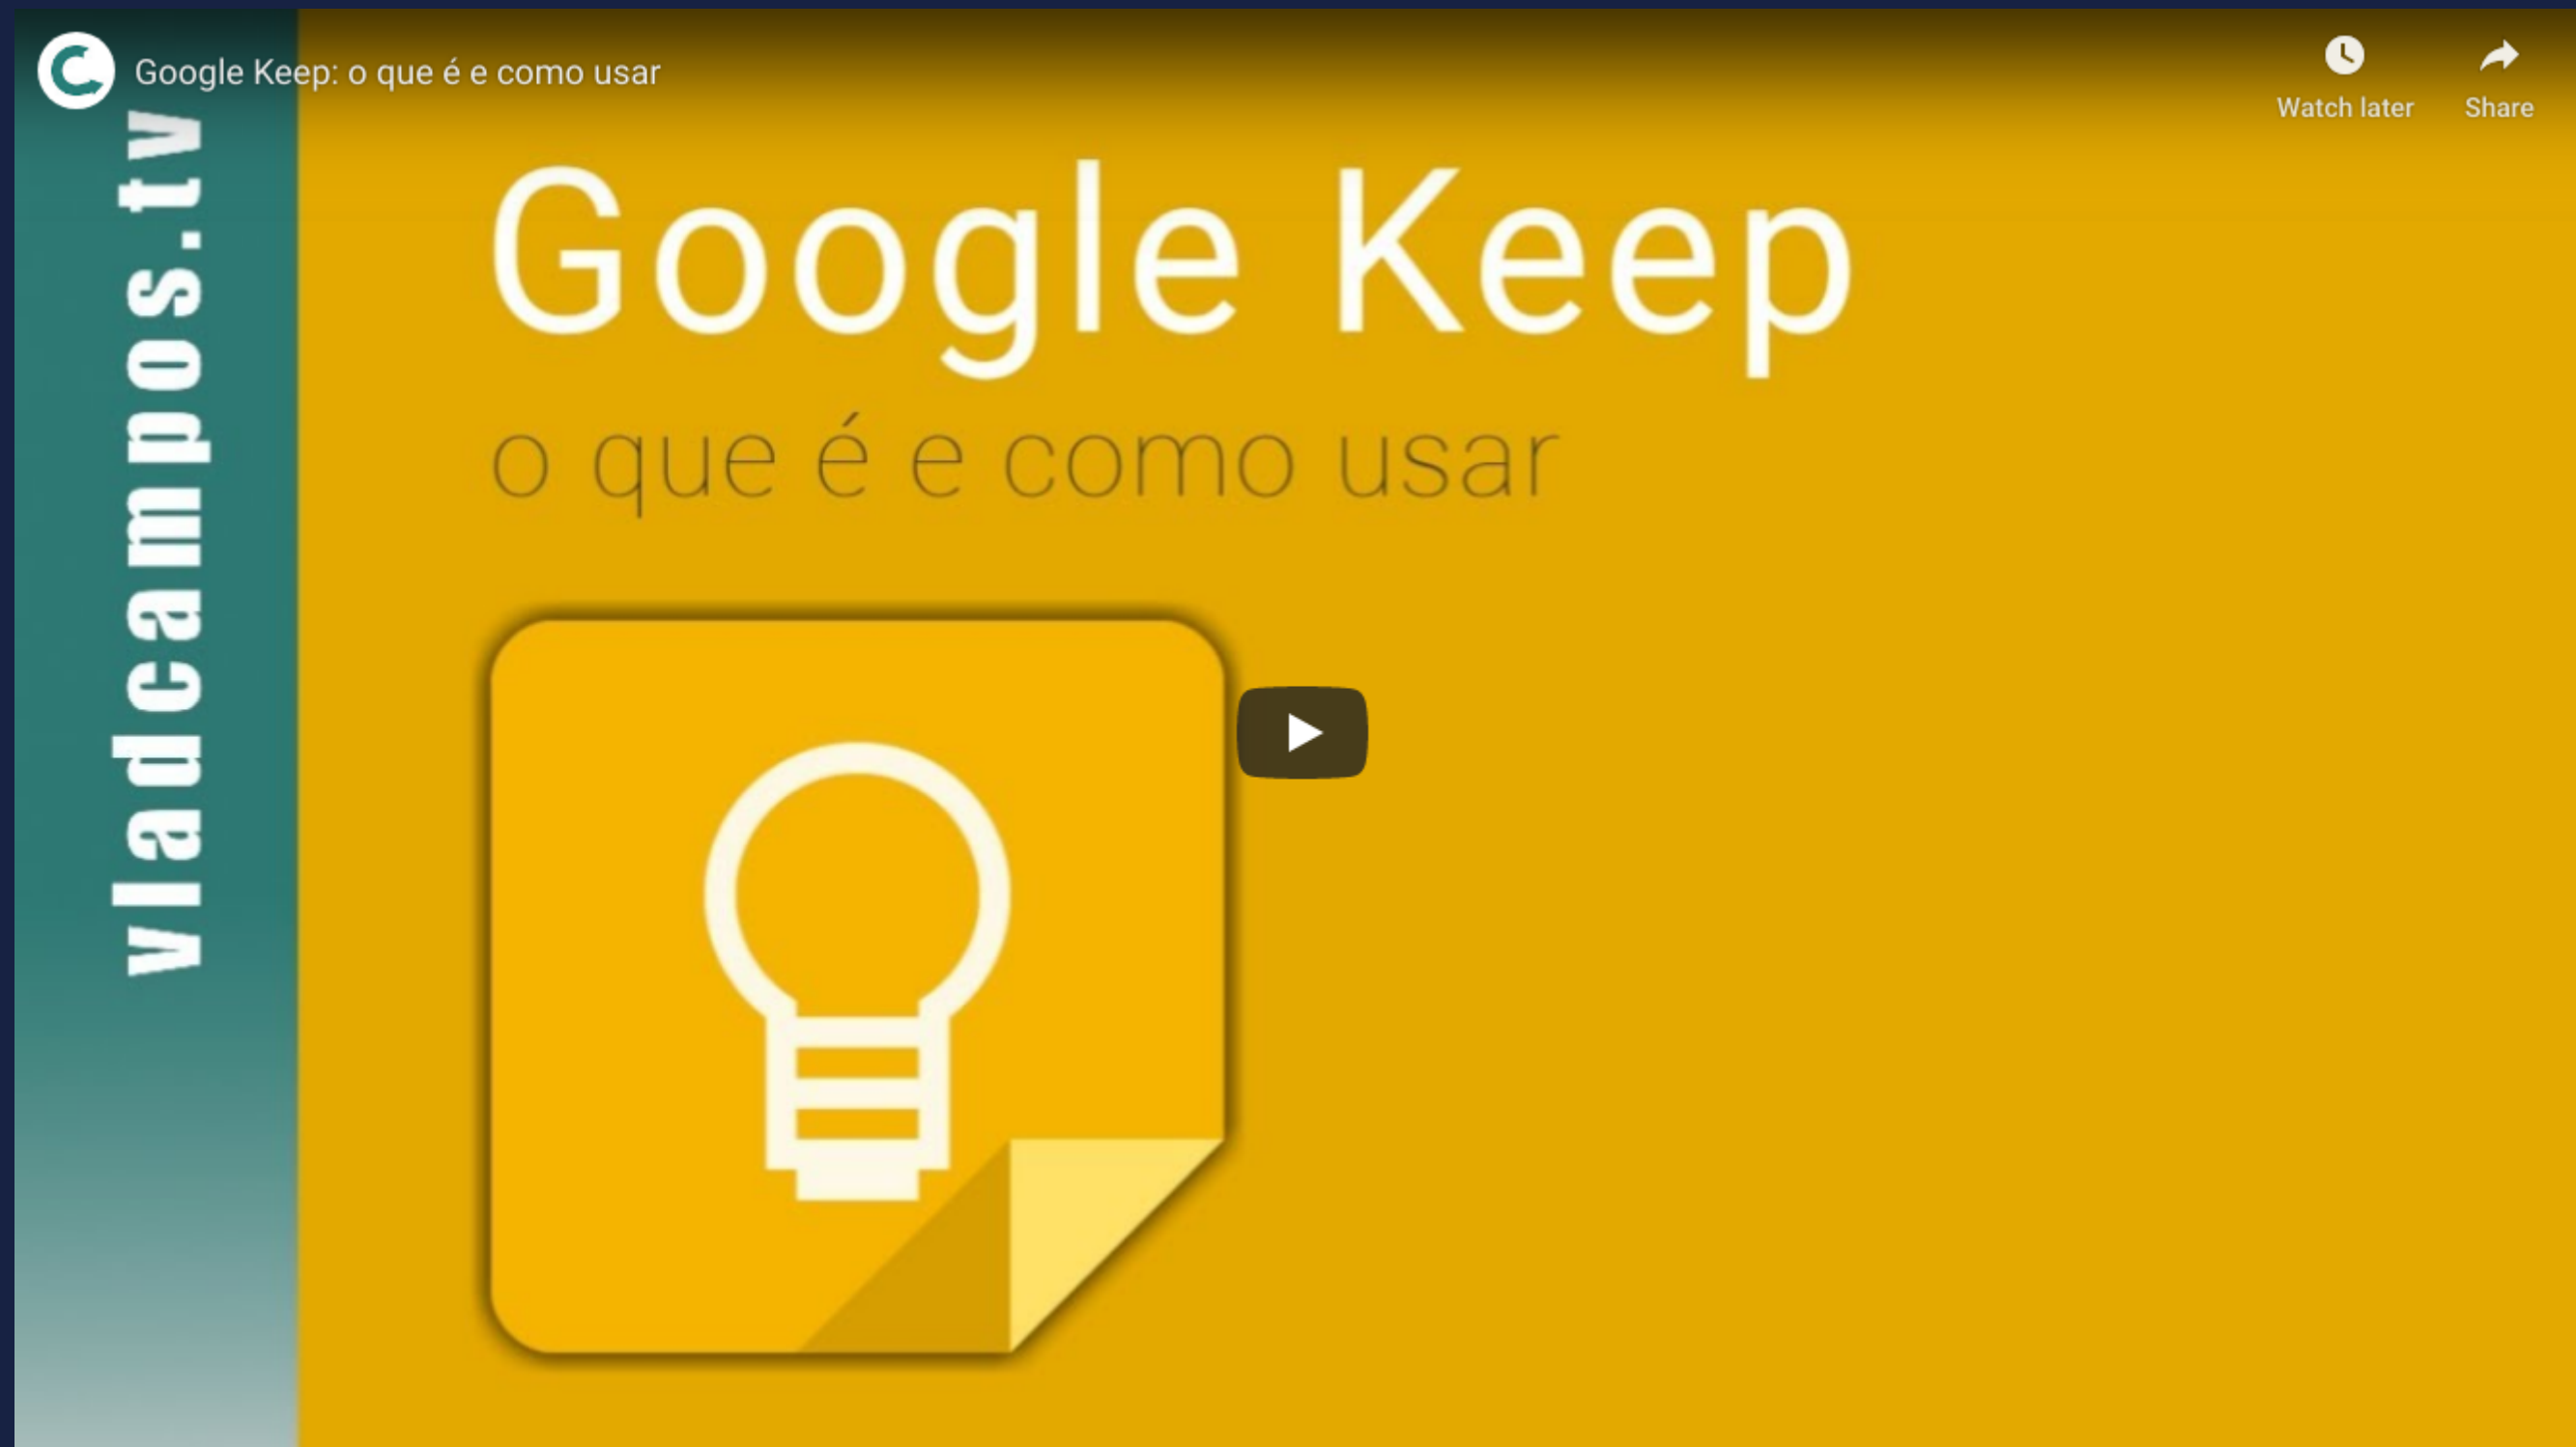 Google Keep: o que é e como usar
Watch later
Share
vladcampos.tv
Google Keep
o que é e como usar